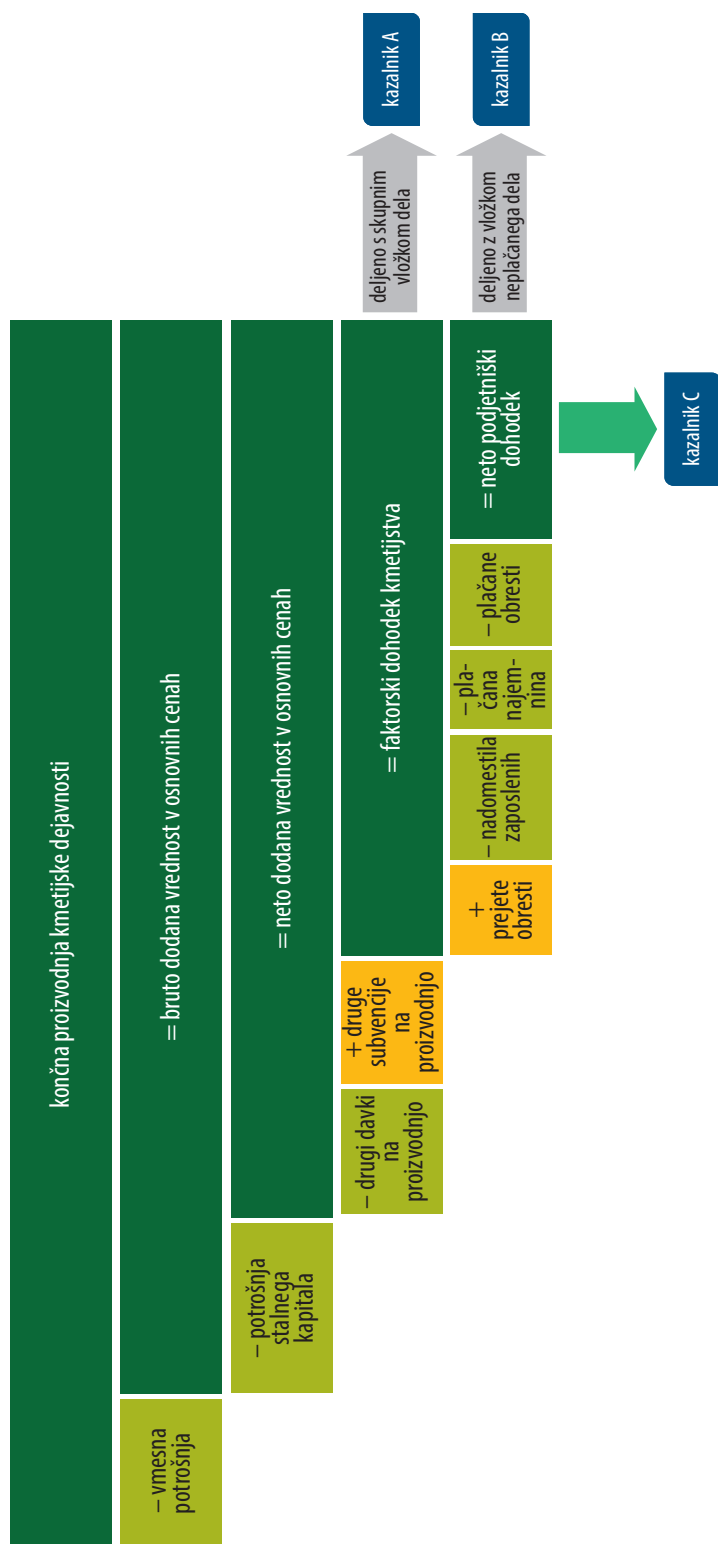 končna proizvodnja kmetijske dejavnosti
– vmesna
potrošnja
= bruto dodana vrednost v osnovnih cenah
– potrošnja
stalnega
kapitala
= neto dodana vrednost v osnovnih cenah
– drugi davki
na
proizvodnjo
+ druge
subvencije
na
proizvodnjo
= faktorski dohodek kmetijstva
deljeno s skupnim
vložkom dela
kazalnik A
+
prejete
obresti
– nadomestila
zaposlenih
– pla-
čana
najem-
nina
– plačane
obresti
= neto podjetniški
dohodek
deljeno z vložkom
neplačanega dela
kazalnik B
kazalnik C